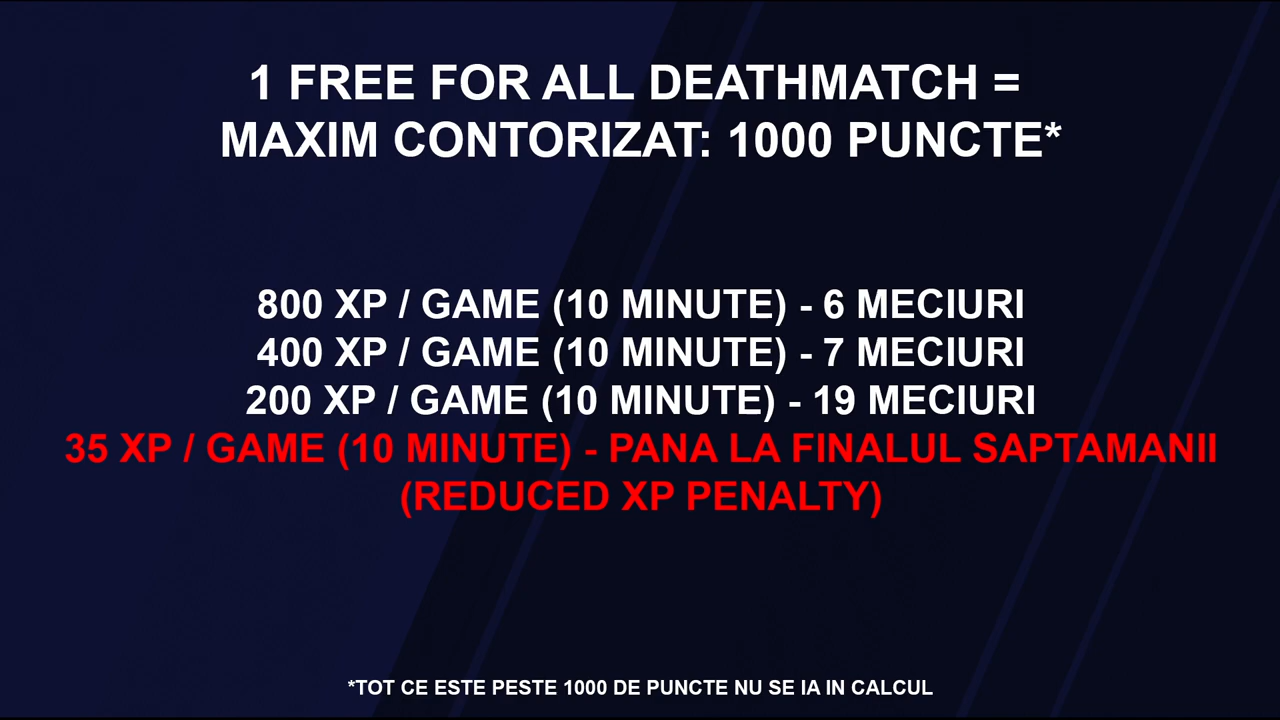 1 FREE FOR ALL DEATHMATCH =
MAXIM CONTORIZAT: 1000 PUNCTE*
800 XP / GAME (10 MINUTE) - 6 MECIURI
400 XP / GAME (10 MINUTE) - 7 MECIURI
200 XP / GAME (10 MINUTE) - 19 MECIURI
35 XP / GAME (10 MINUTE) - PANA LA FINALUL SAPTAMANII
(REDUCED XP PENALTY)
*TOT CE ESTE PESTE 1000 DE PUNCTE NU SE IA IN CALCUL